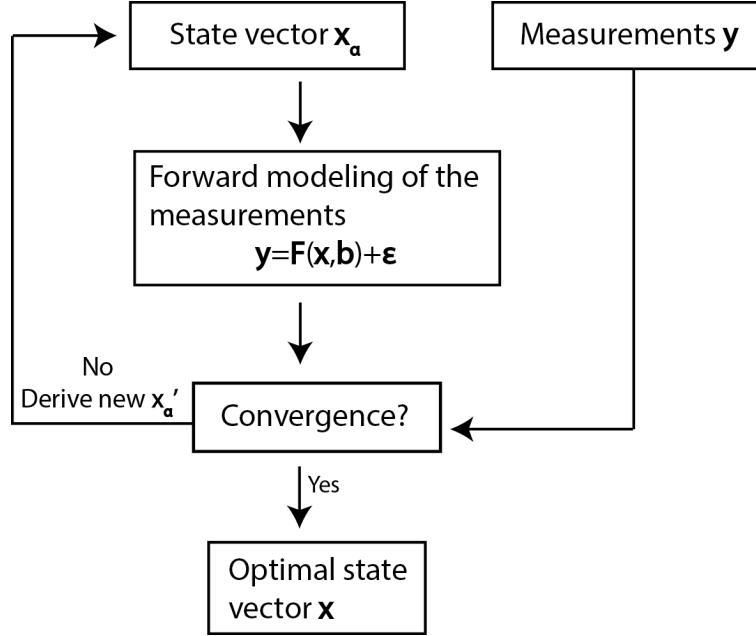 State vector xₐ
Measurements y
Forward modeling of the
measurements
y=F(x,b)+ε
No
Derive new xₐ′
Convergence?
Yes
Optimal state
vector x